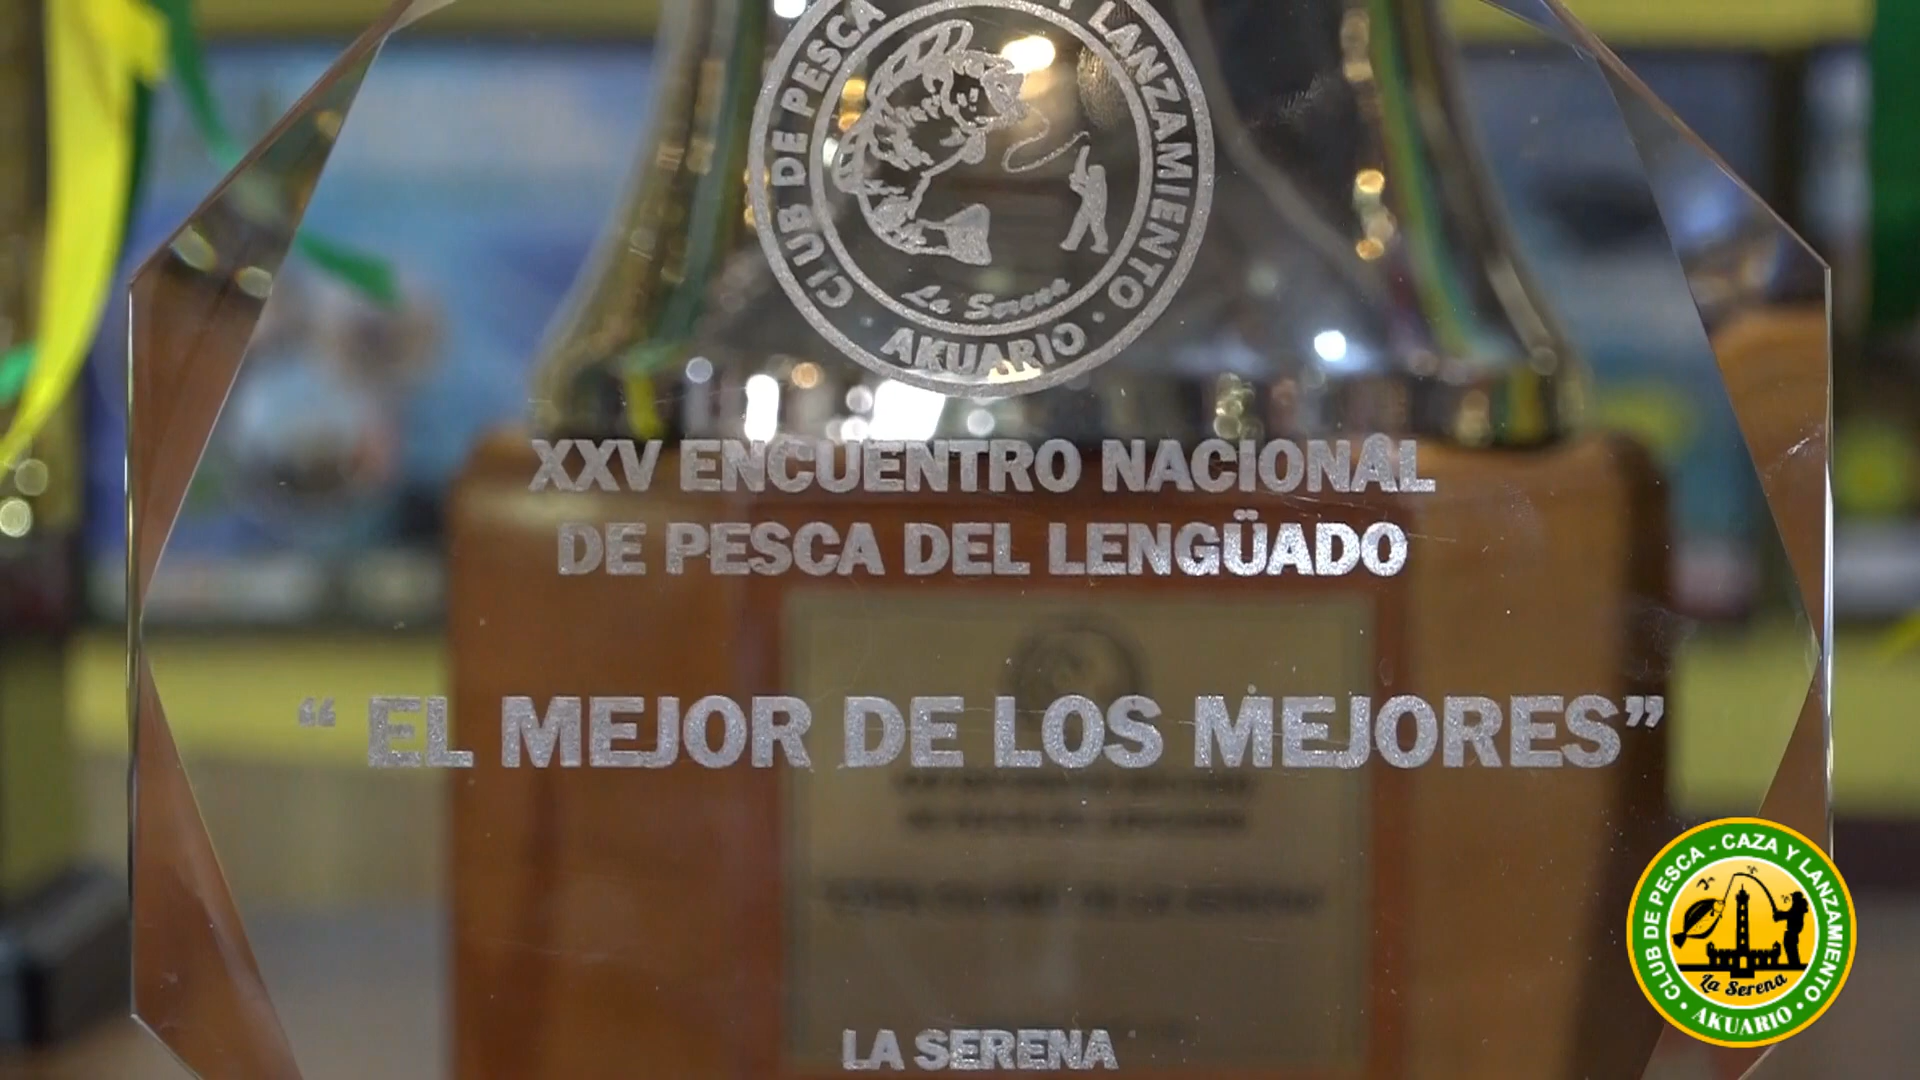 CLUB DE PESCA Y LANZAMIENTO
La Serena
· AKUARIO ·
XXV ENCUENTRO NACIONAL
DE PESCA DEL LENGÜADO
“ EL MEJOR DE LOS MEJORES”
LA SERENA
CLUB DE PESCA - CAZA Y LANZAMIENTO
La Serena
· AKUARIO ·